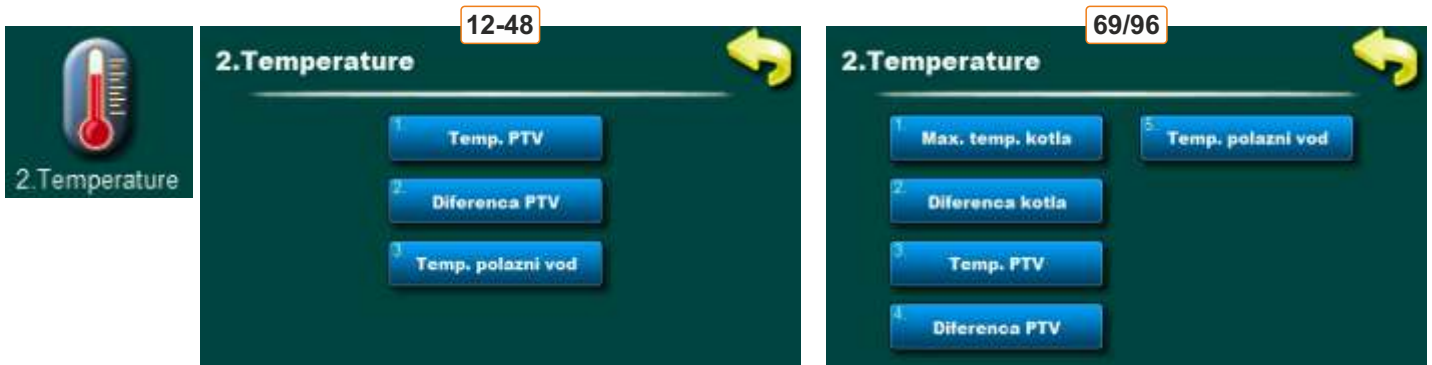 2.Temperature
12-48
2.Temperature
1. Temp. PTV
2. Diferenca PTV
3. Temp. polazni vod
69/96
2.Temperature
1. Max. temp. kotla
2. Diferenca kotla
3. Temp. PTV
4. Diferenca PTV
5. Temp. polazni vod